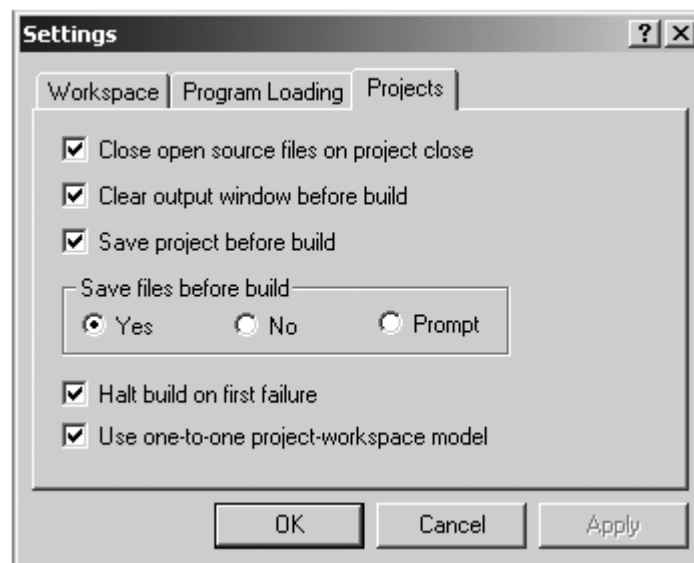 Settings
Workspace Program Loading Projects
Close open source files on project close
Clear output window before build
Save project before build
Save files before build
Yes No Prompt
Halt build on first failure
Use one-to-one project-workspace model
OK Cancel Apply